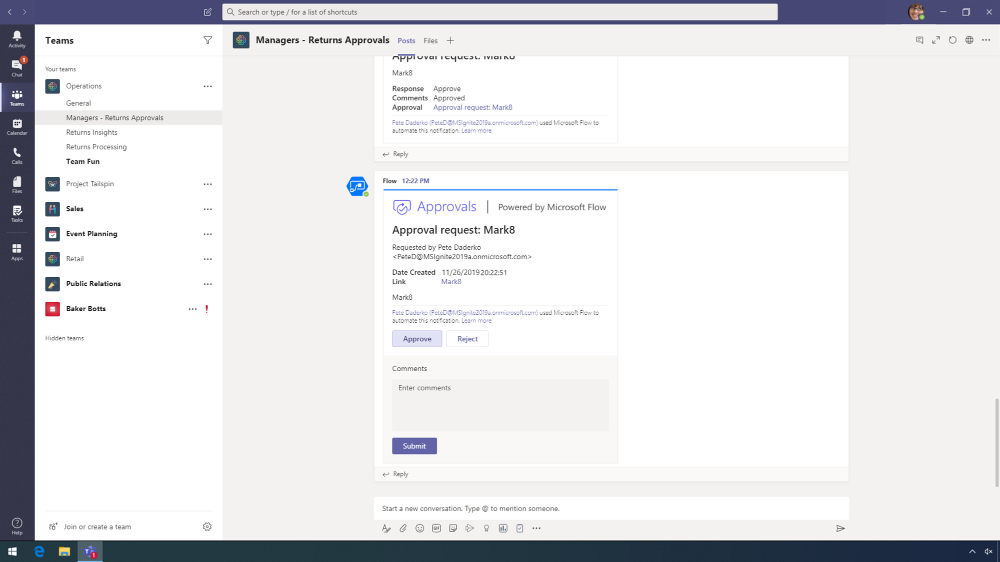 Search or type / for a list of shortcuts
Activity
1
Chat
Teams
Calendar
Calls
Files
Tasks
Apps
Help
Teams
Your teams
Operations
General
Managers - Returns Approvals
Returns Insights
Returns Processing
Team Fun
Project Tailspin
Sales
Event Planning
Retail
Public Relations
Baker Botts
Hidden teams
Join or create a team
Managers - Returns Approvals Posts Files
Approval request: Mark8
Mark8
Response Approve
Comments Approved
Approval Approval request: Mark8
Pete Daderko (PeteD@MSIgnite2019a.onmicrosoft.com) used Microsoft Flow to
automate this notification. Learn more
Reply
Flow 12:22 PM
Approvals | Powered by Microsoft Flow
Approval request: Mark8
Requested by Pete Daderko
<PeteD@MSIgnite2019a.onmicrosoft.com>
Date Created 11/26/2019 20:22:51
Link Mark8
Mark8
Pete Daderko (PeteD@MSIgnite2019a.onmicrosoft.com) used Microsoft Flow to
automate this notification. Learn more
Approve Reject
Comments
Enter comments
Submit
Reply
Start a new conversation. Type @ to mention someone.
GIF
T 1